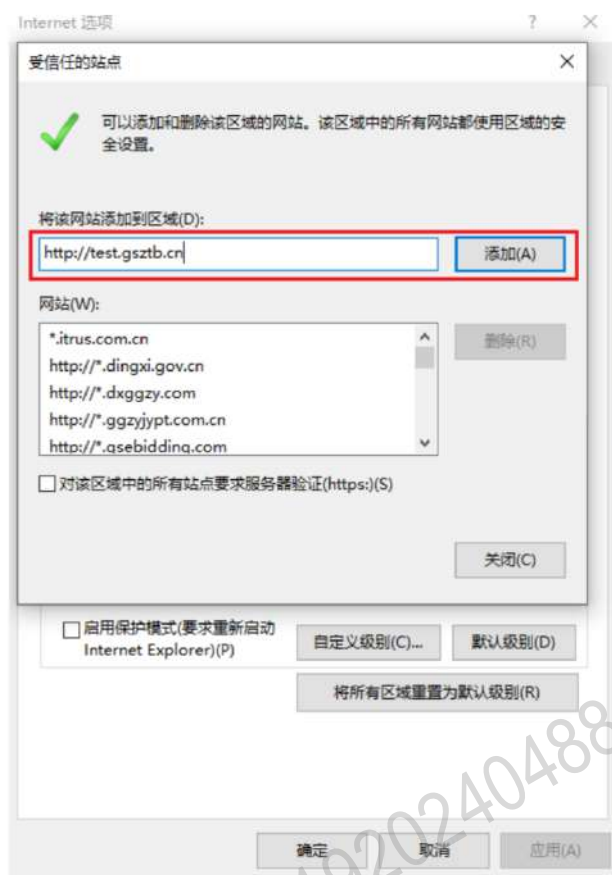 Internet 选项
受信任的站点
可以添加和删除该区域的网站。该区域中的所有网站都使用区域的安
全设置。
将该网站添加到区域(D):
http://test.gsztb.cn
添加(A)
网站(W):
*.itrus.com.cn
http://*.dingxi.gov.cn
http://*.dxggzy.com
http://*.ggzyjypt.com.cn
http://*.gsebidding.com
删除(R)
对该区域中的所有站点要求服务器验证(https:)(S)
关闭(C)
启用保护模式(要求重新启动
Internet Explorer)(P)
自定义级别(C)...
默认级别(D)
将所有区域重置为默认级别(R)
确定
取消
应用(A)